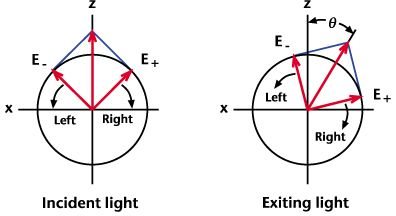 z
E-
E+
x
Left
Right
Incident light
z
θ
E-
E+
x
Left
Right
Exiting light